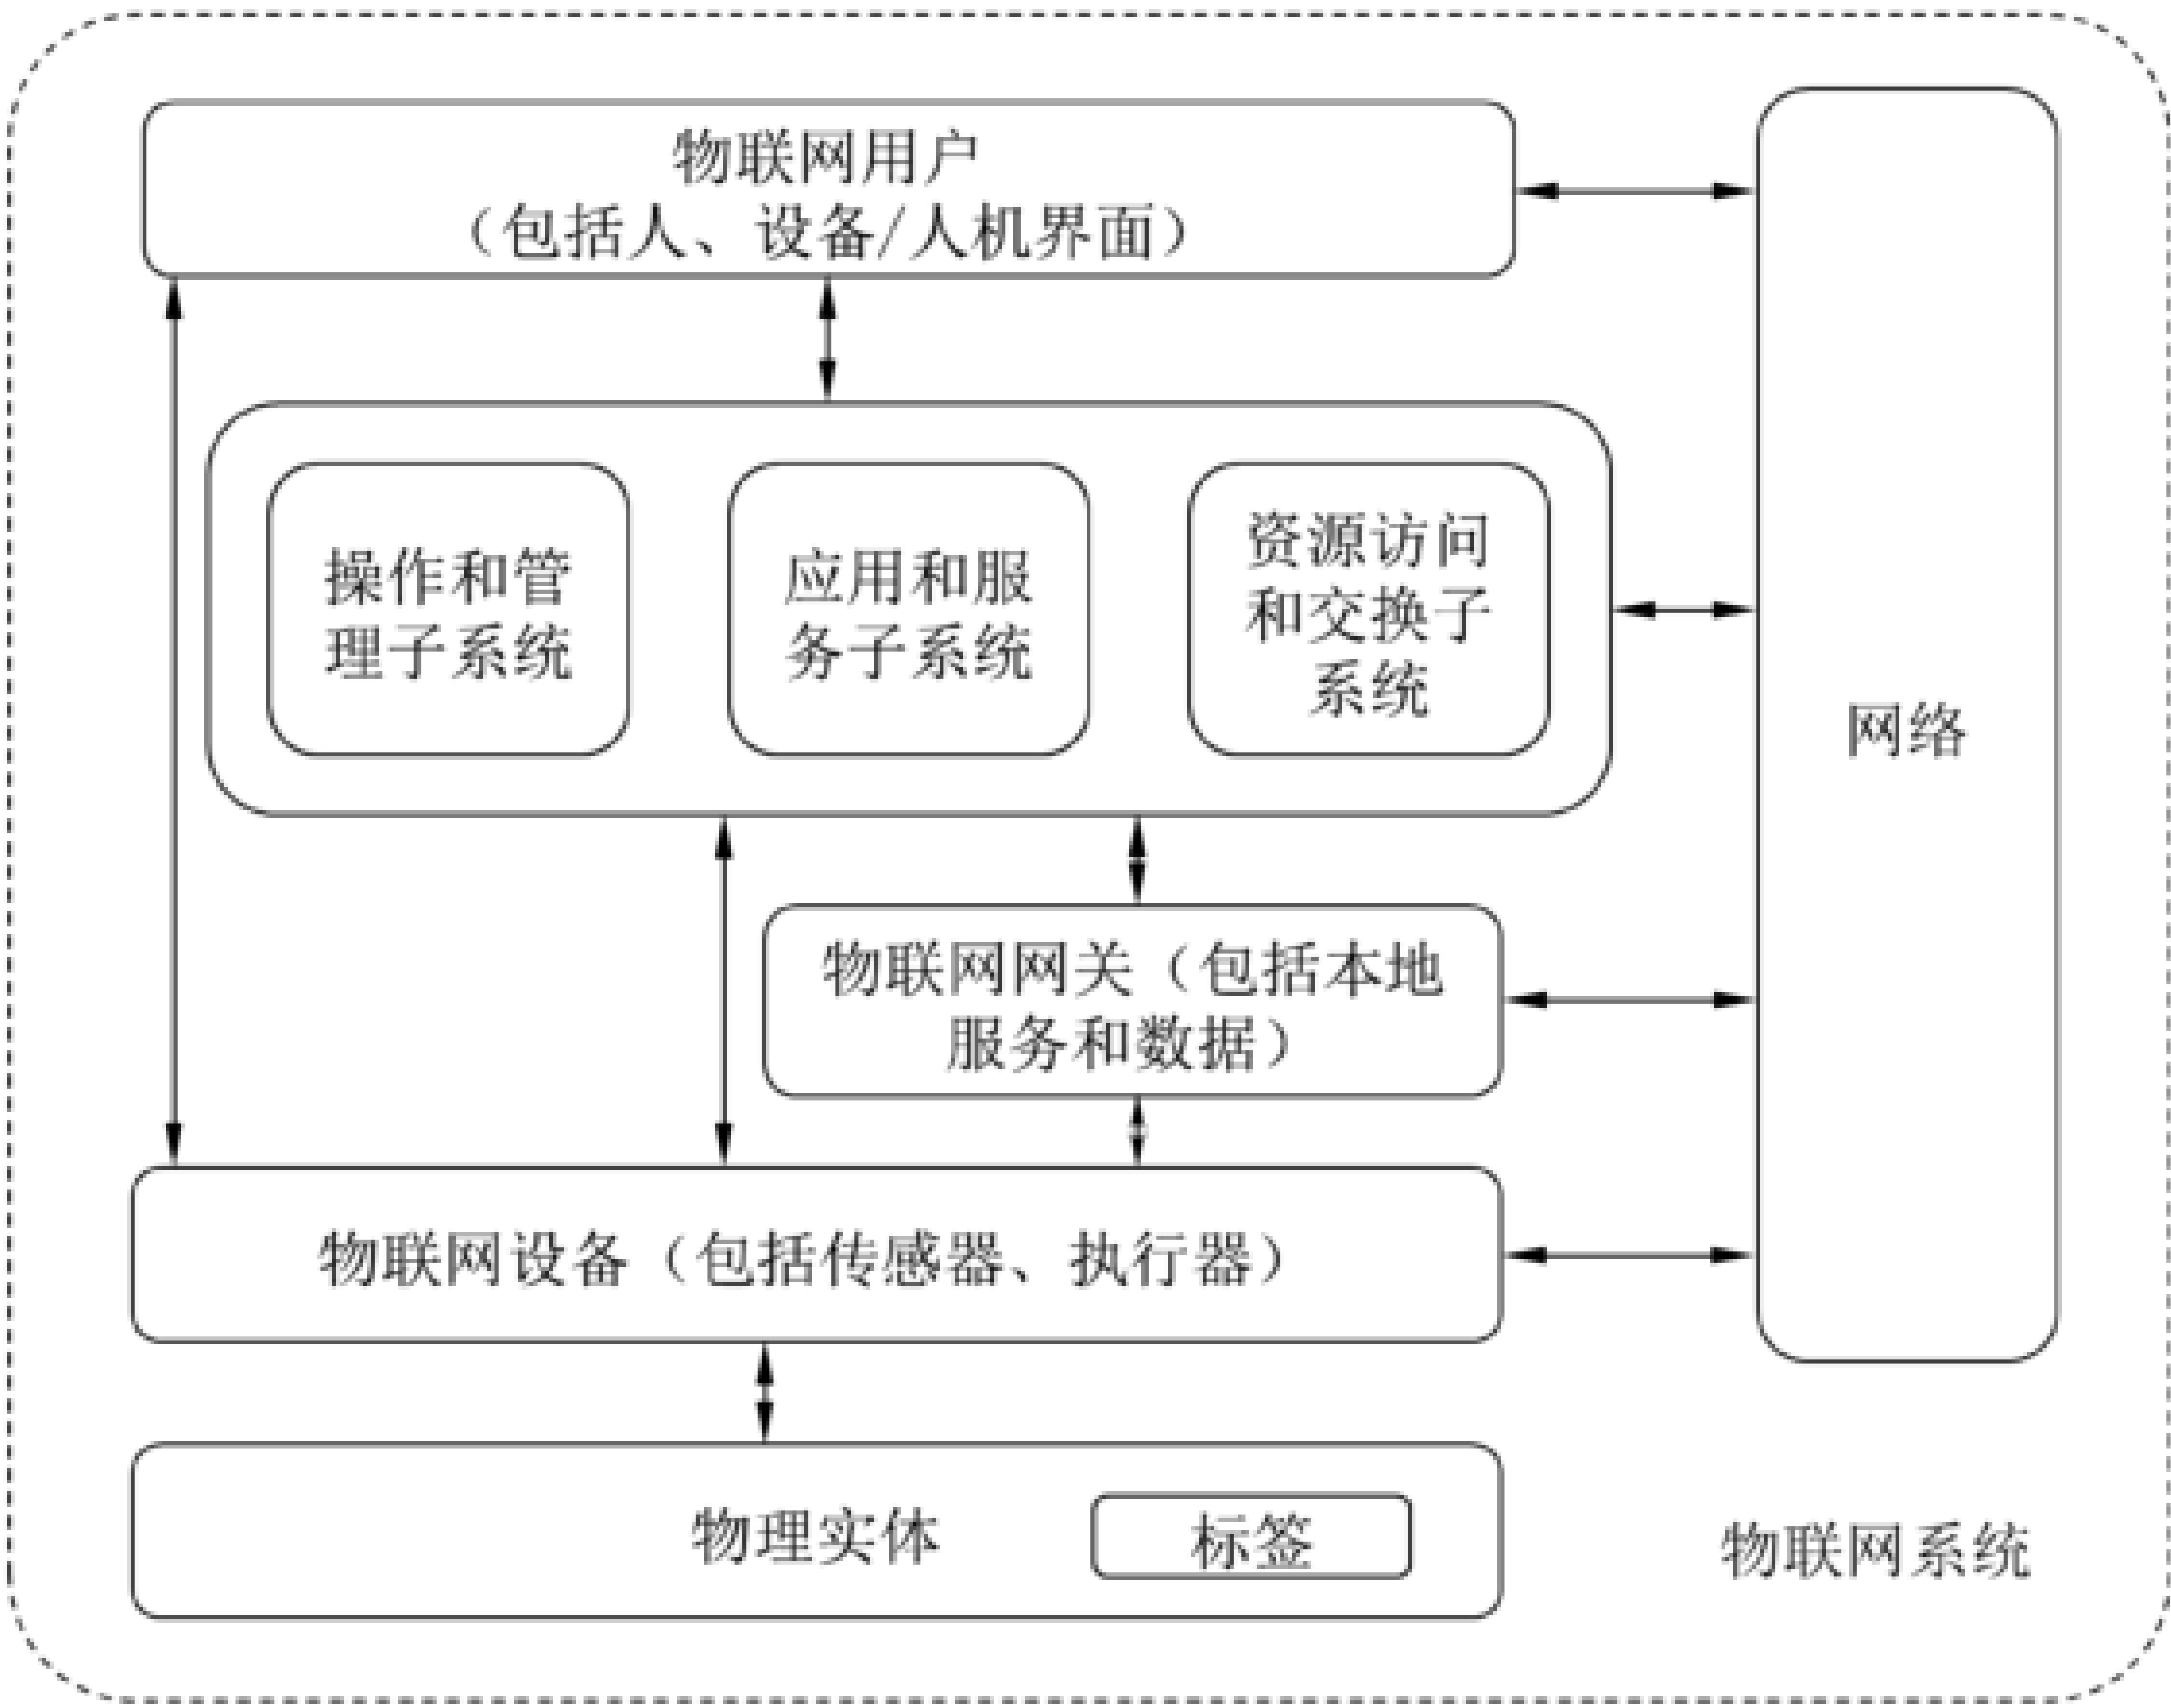 物联网用户
（包括人、设备/人机界面）
操作和管
理子系统
应用和服
务子系统
资源访问
和交换子
系统
网络
物联网网关（包括本地
服务和数据）
物联网设备（包括传感器、执行器）
物理实体
标签
物联网系统